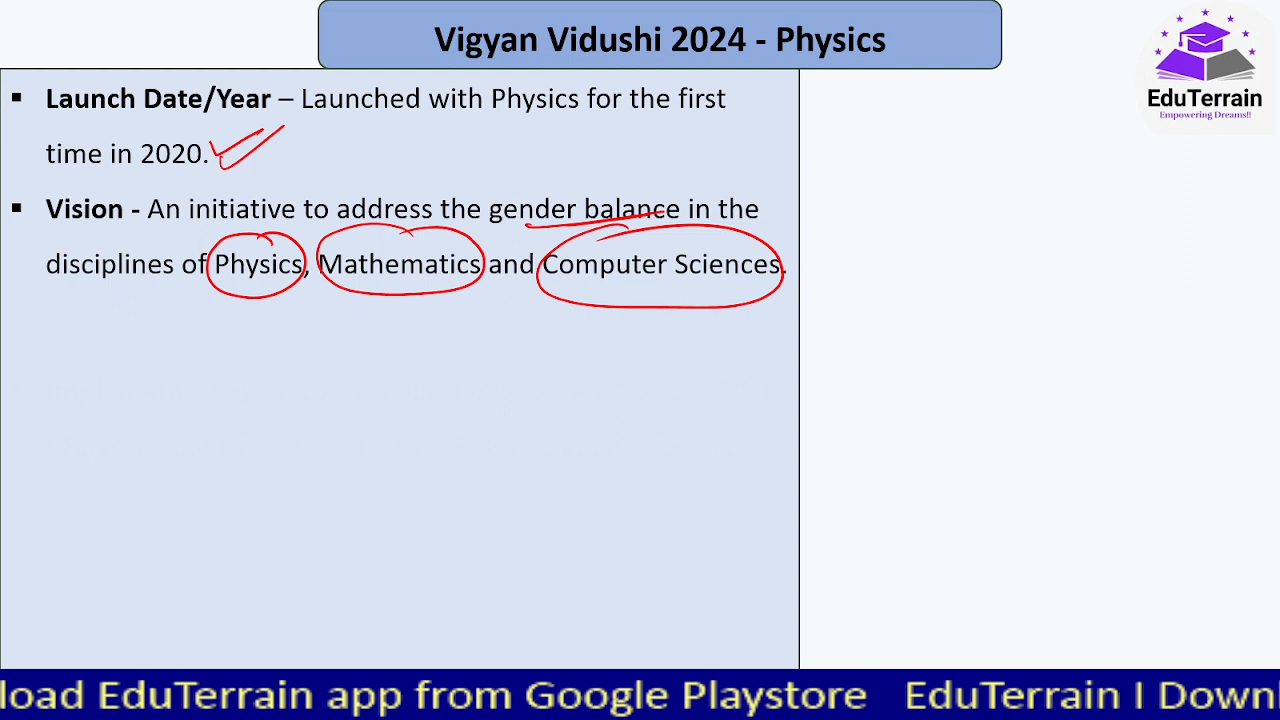 Vigyan Vidushi 2024 - Physics
EduTerrain
Empowering Dreams!!
▪ Launch Date/Year – Launched with Physics for the first
time in 2020.
▪ Vision - An initiative to address the gender balance in the
disciplines of Physics, Mathematics and Computer Sciences.
load EduTerrain app from Google Playstore EduTerrain I Down